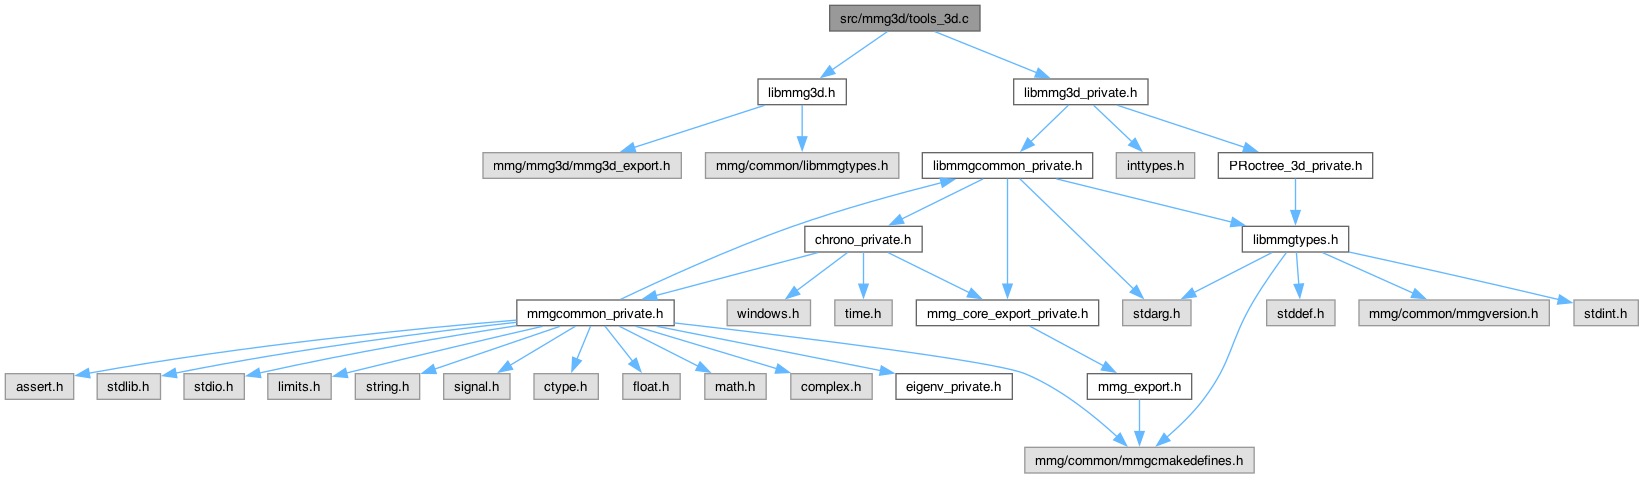 src/mmg3d/tools_3d.c
libmmg3d.h
libmmg3d_private.h
mmg/mmg3d/mmg3d_export.h
mmg/common/libmmgtypes.h
libmmgcommon_private.h
inttypes.h
PRoctree_3d_private.h
chrono_private.h
libmmgtypes.h
mmgcommon_private.h
windows.h
time.h
mmg_core_export_private.h
stdarg.h
stddef.h
mmg/common/mmgversion.h
stdint.h
assert.h
stdlib.h
stdio.h
limits.h
string.h
signal.h
ctype.h
float.h
math.h
complex.h
eigenv_private.h
mmg_export.h
mmg/common/mmgcmakedefines.h